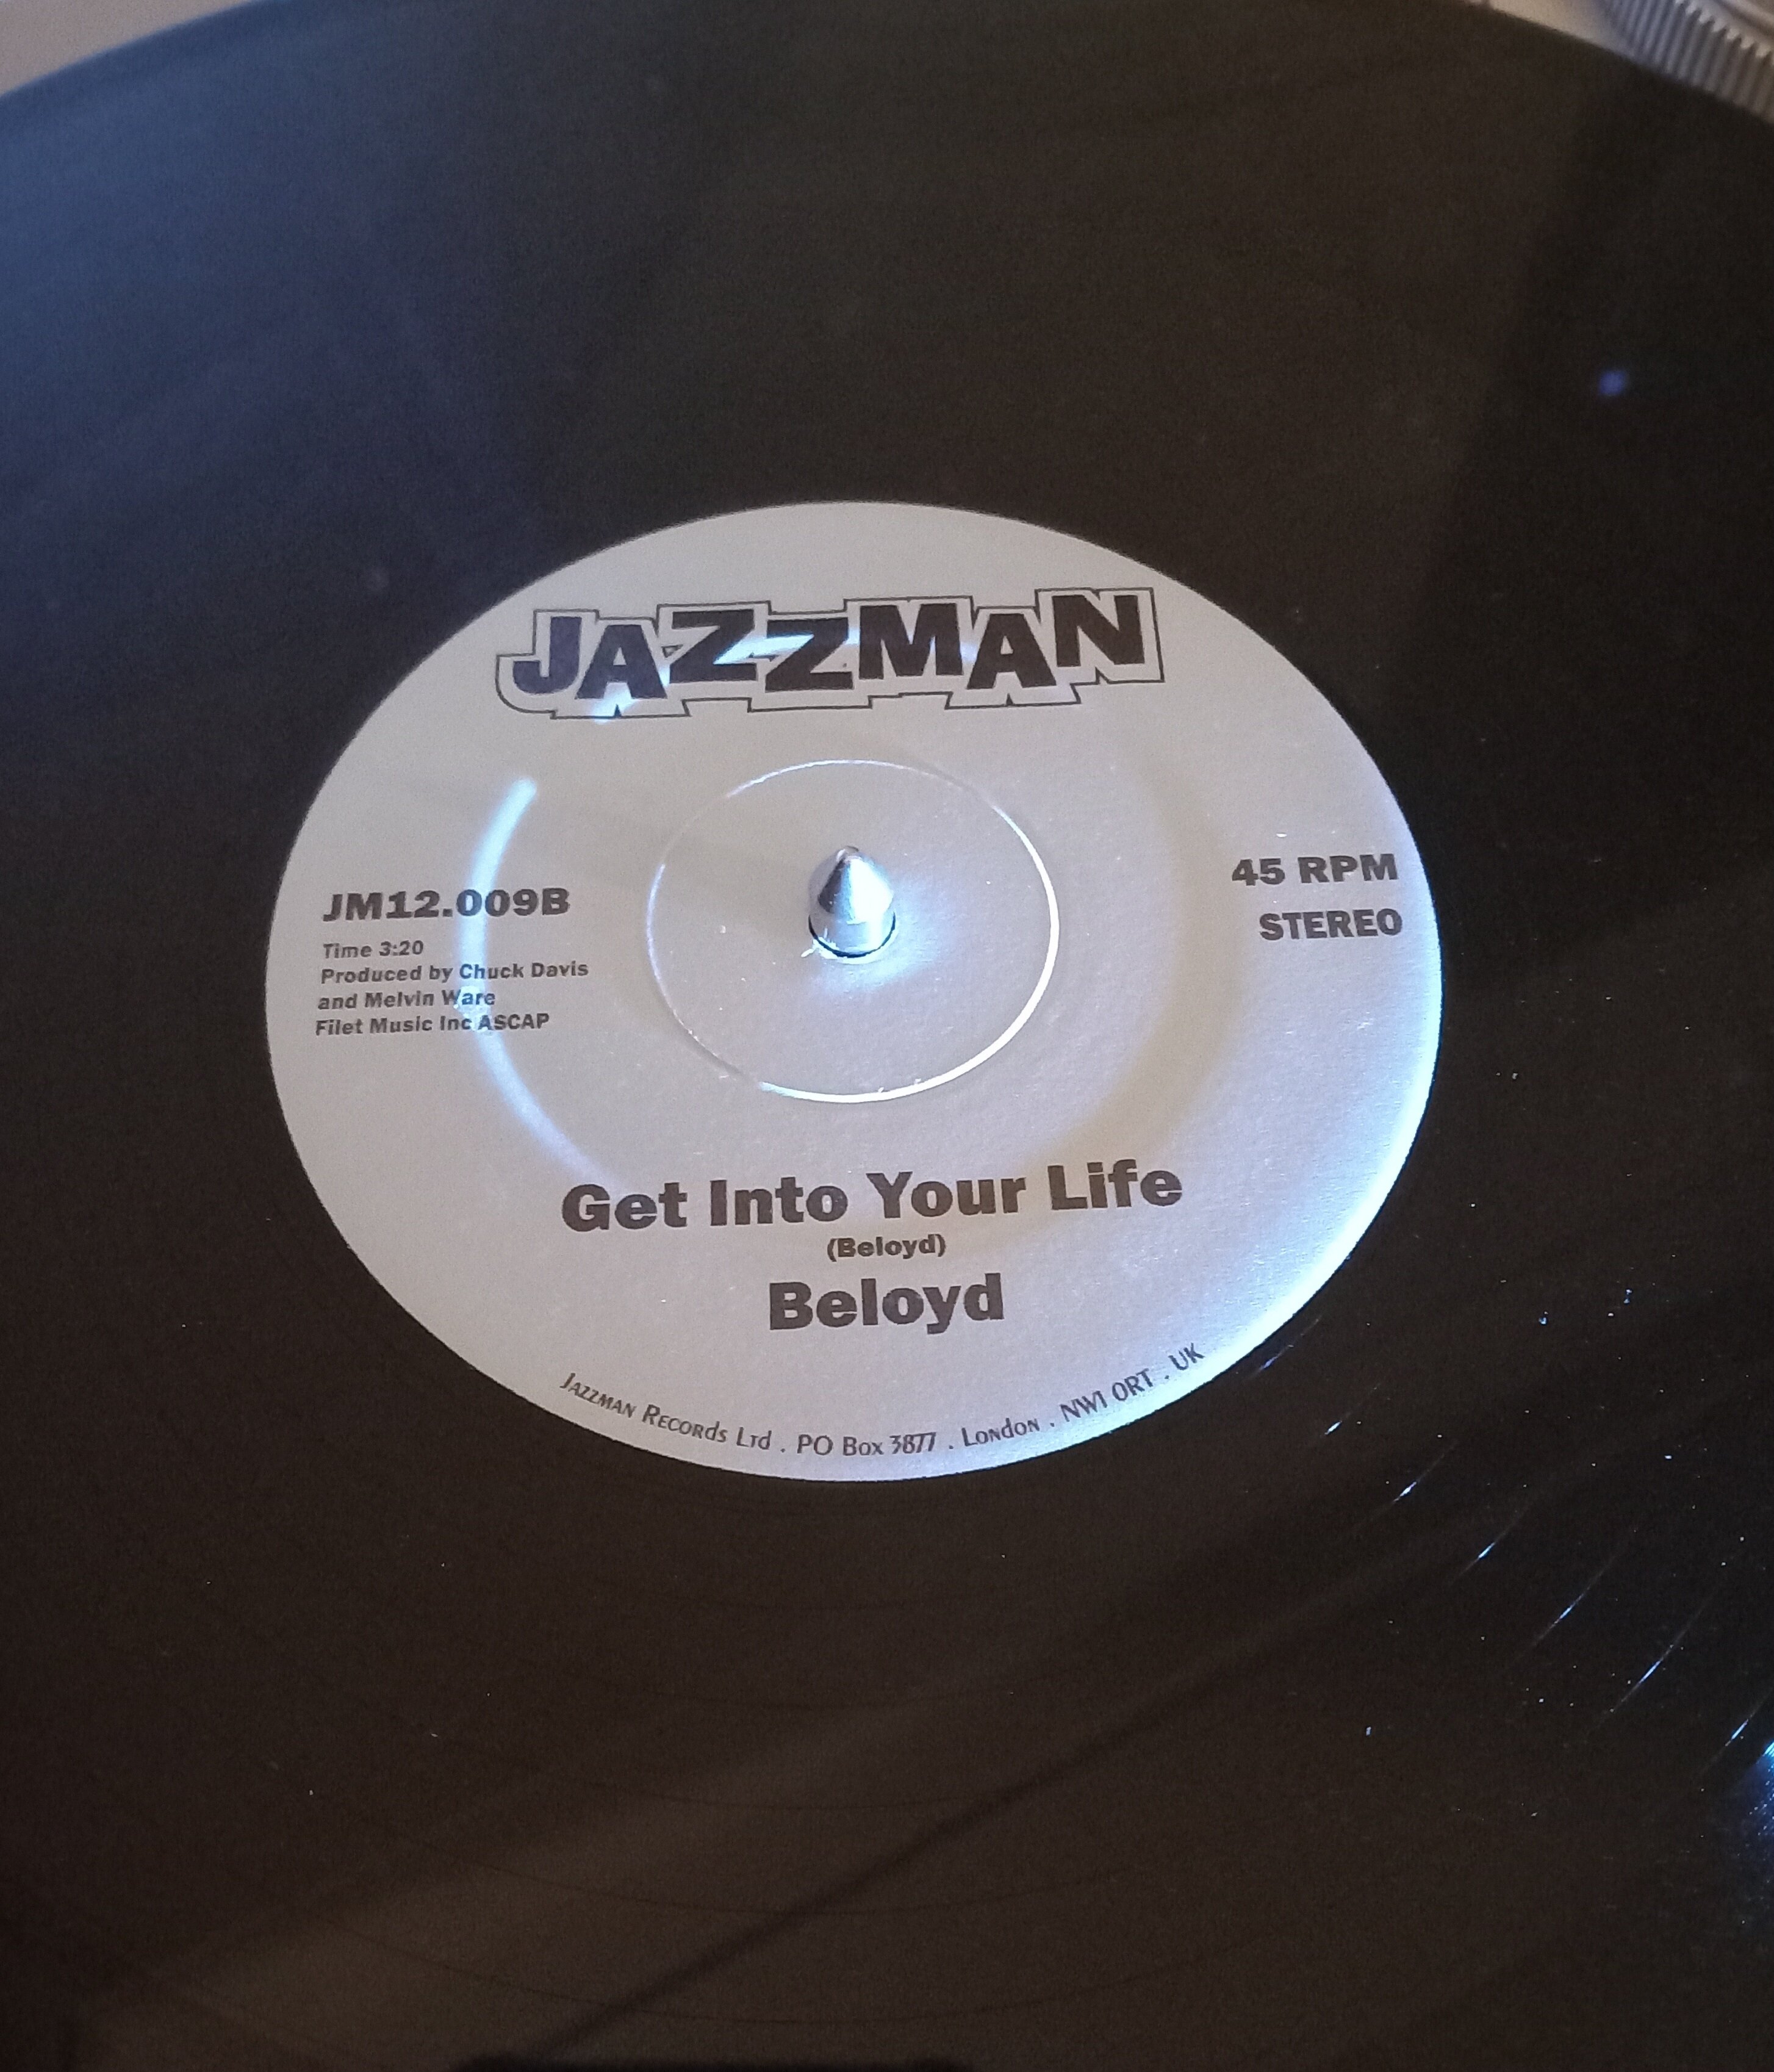 JAZZMAN
JM12.009B
Time 3:20
Produced by Chuck Davis
and Melvin Ware
Filet Music Inc ASCAP
45 RPM
STEREO
Get Into Your Life
(Beloyd)
Beloyd
Jazzman Records Ltd . PO Box 3877 . London . NW1 0RT . UK